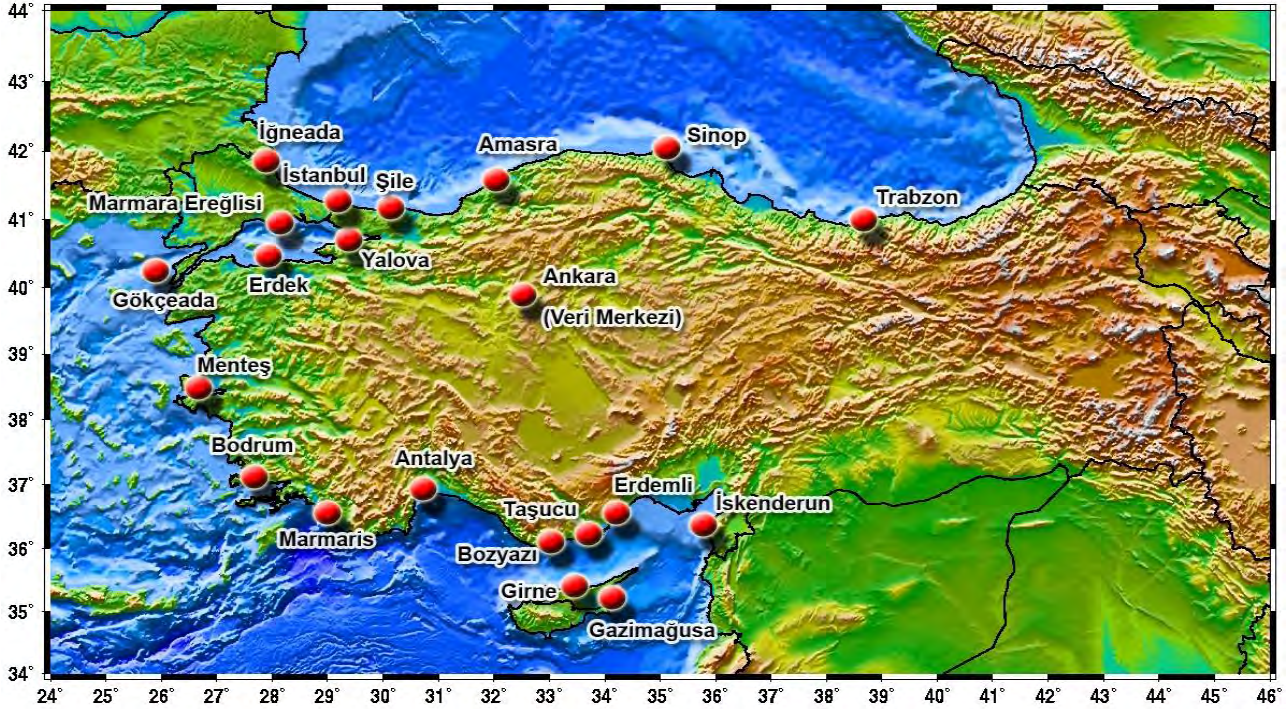 44°
43°
42°
41°
40°
39°
38°
37°
36°
35°
34°
İğneada
Amasra
Sinop
İstanbul
Şile
Marmara Ereğlisi
Trabzon
Yalova
Erdek
Gökçeada
Ankara
(Veri Merkezi)
Menteş
Bodrum
Antalya
Erdemli
Taşucu
İskenderun
Marmaris
Bozyazı
Girne
Gazimağusa
24° 26° 27° 28° 29° 30° 31° 32° 33° 34° 35° 36° 37° 38° 39° 40° 41° 42° 43° 44° 45° 46°